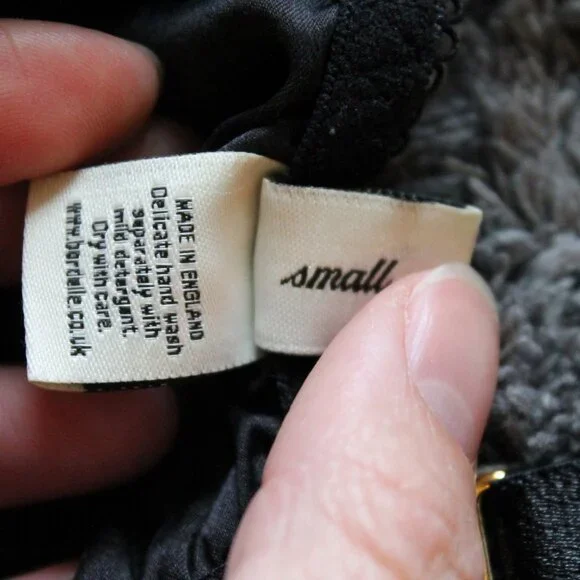 MADE IN ENGLAND
Delicate hand wash
separately with
mild detergent.
Dry with care.
www.bordelle.co.uk
small